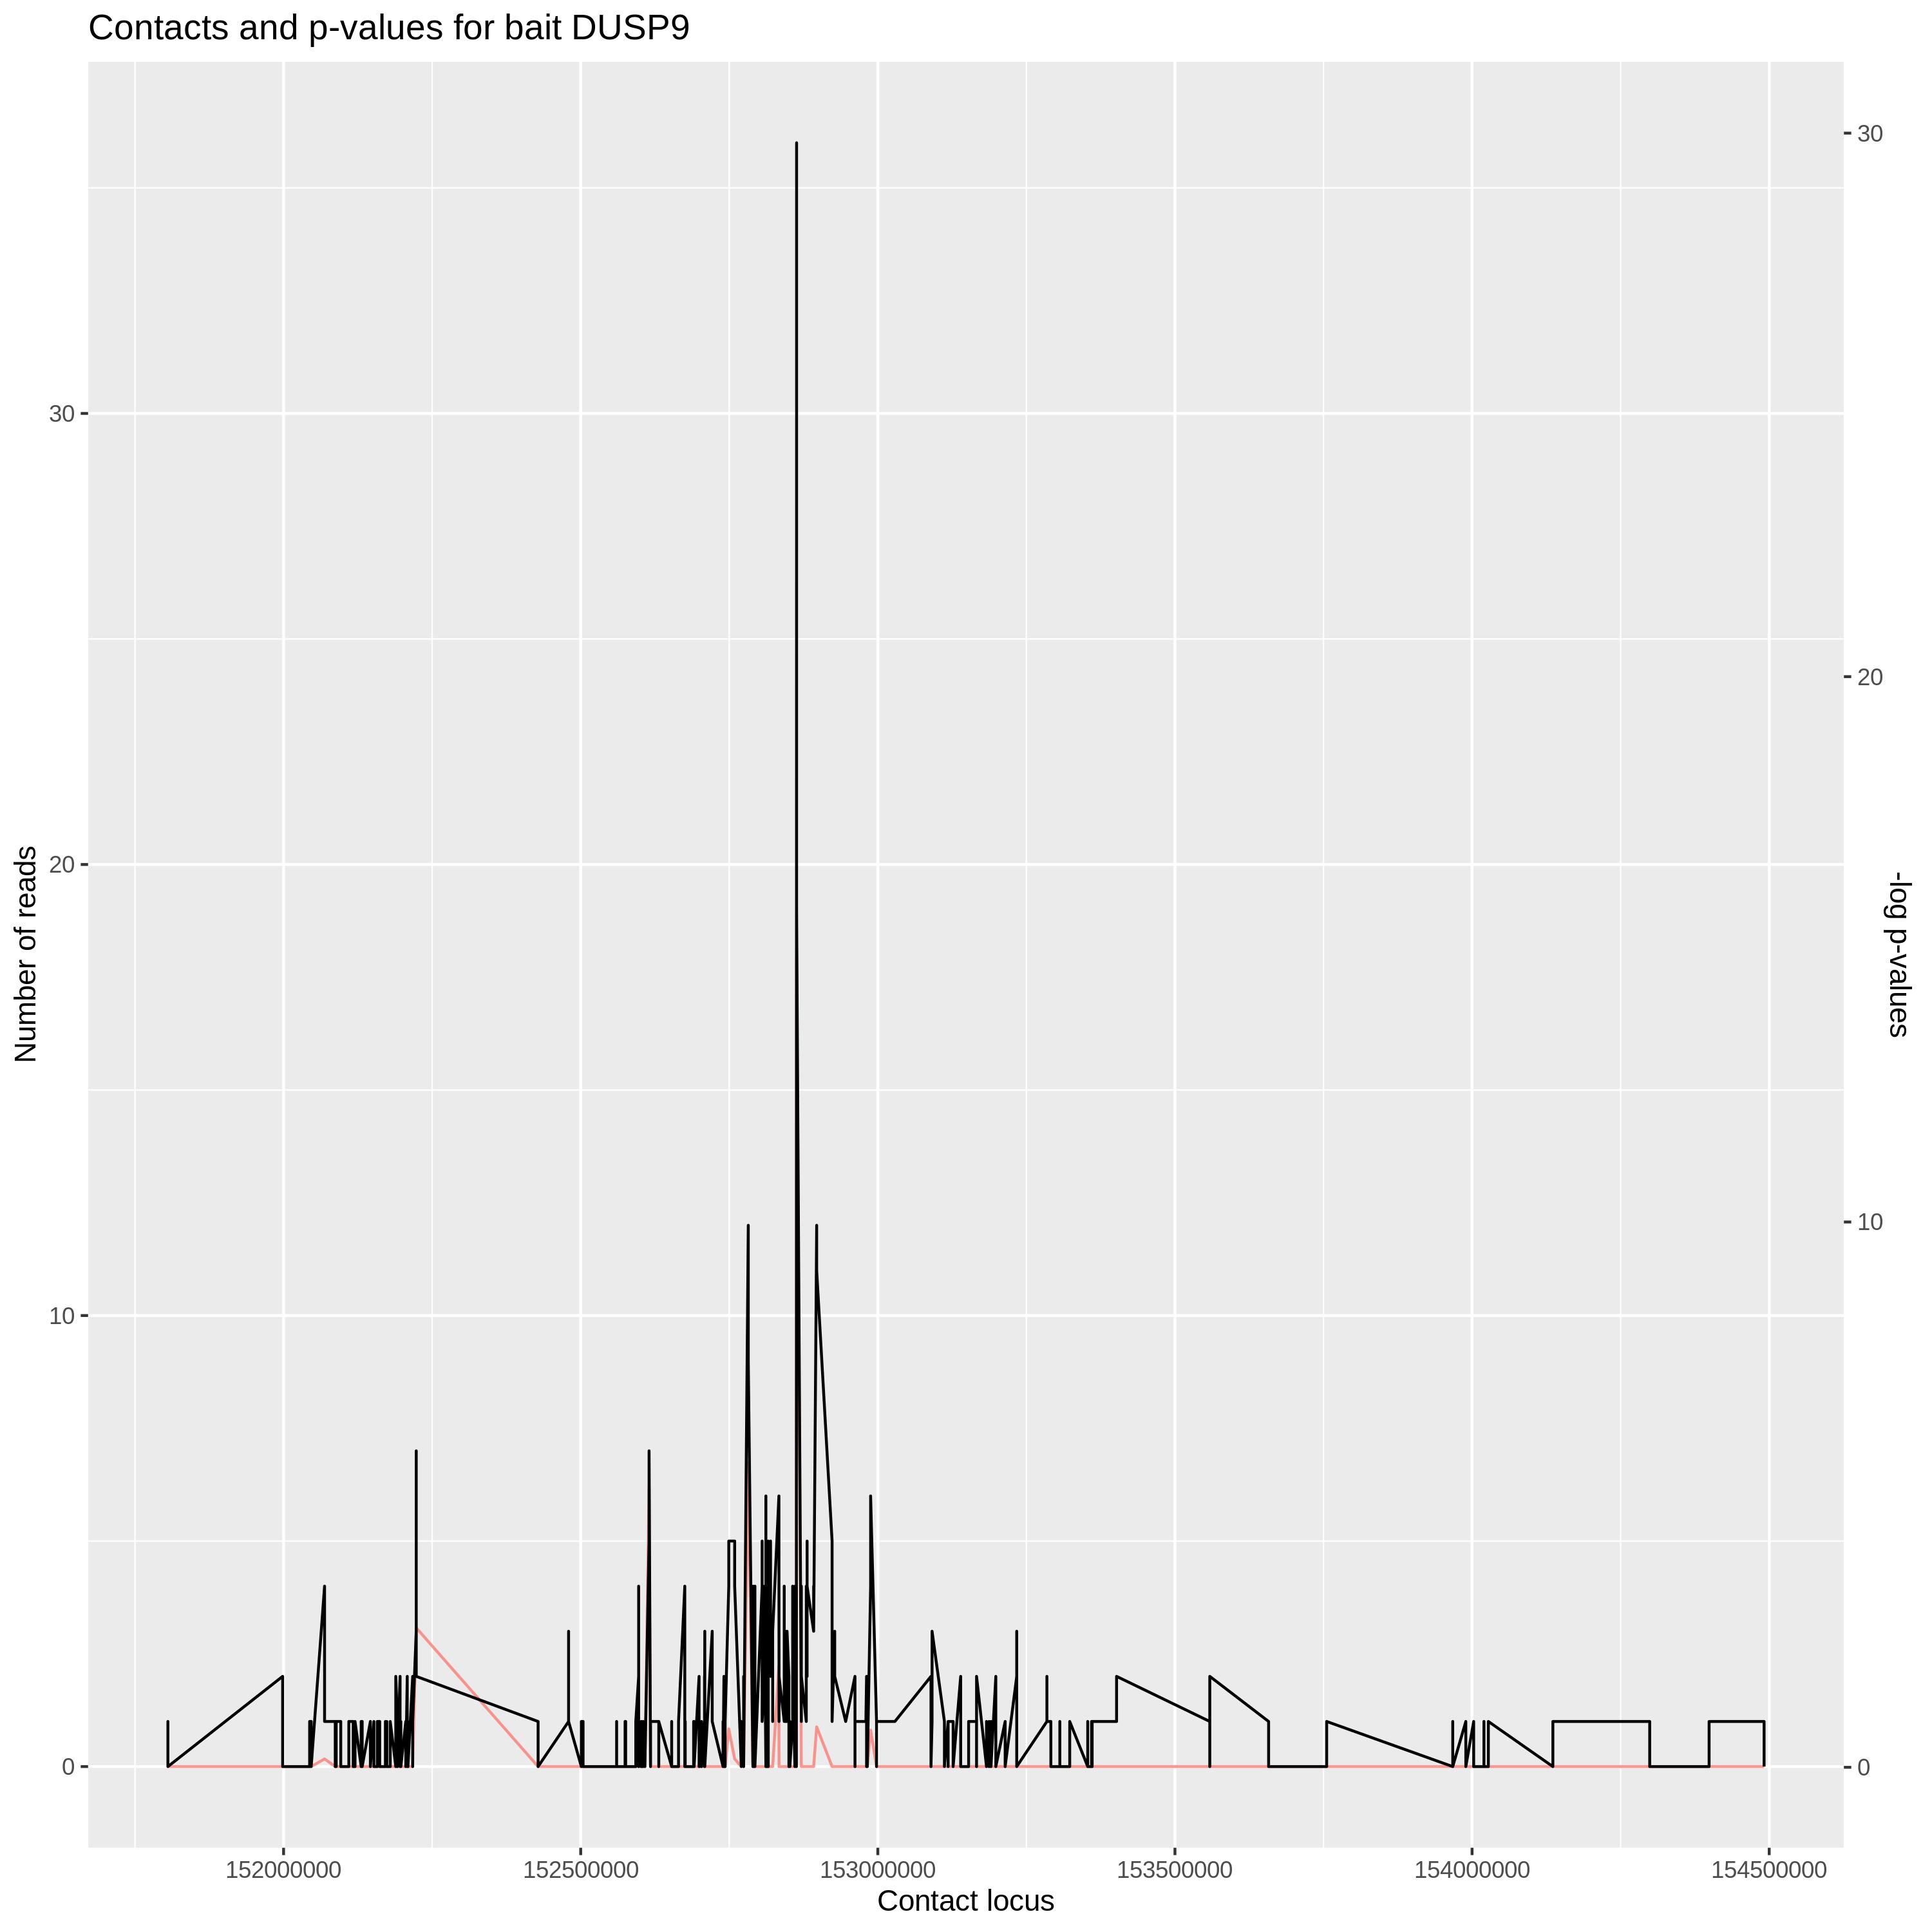 Contacts and p-values for bait DUSP9
30
20
10
0
Number of reads
30
20
10
0
-log p-values
152000000 152500000 153000000 153500000 154000000 154500000
Contact locus